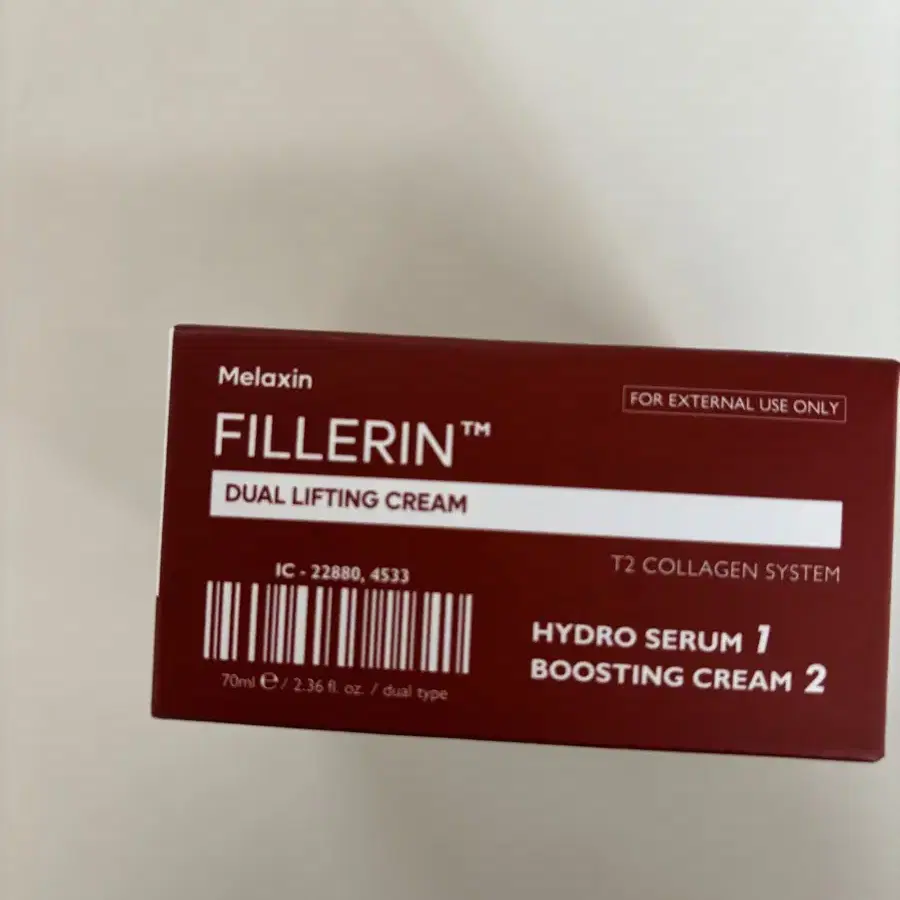 Melaxin
FOR EXTERNAL USE ONLY
FILLERIN™
DUAL LIFTING CREAM
T2 COLLAGEN SYSTEM
IC - 22880, 4533
HYDRO SERUM 1
BOOSTING CREAM 2
70ml ℮ / 2.36 fl. oz. / dual type